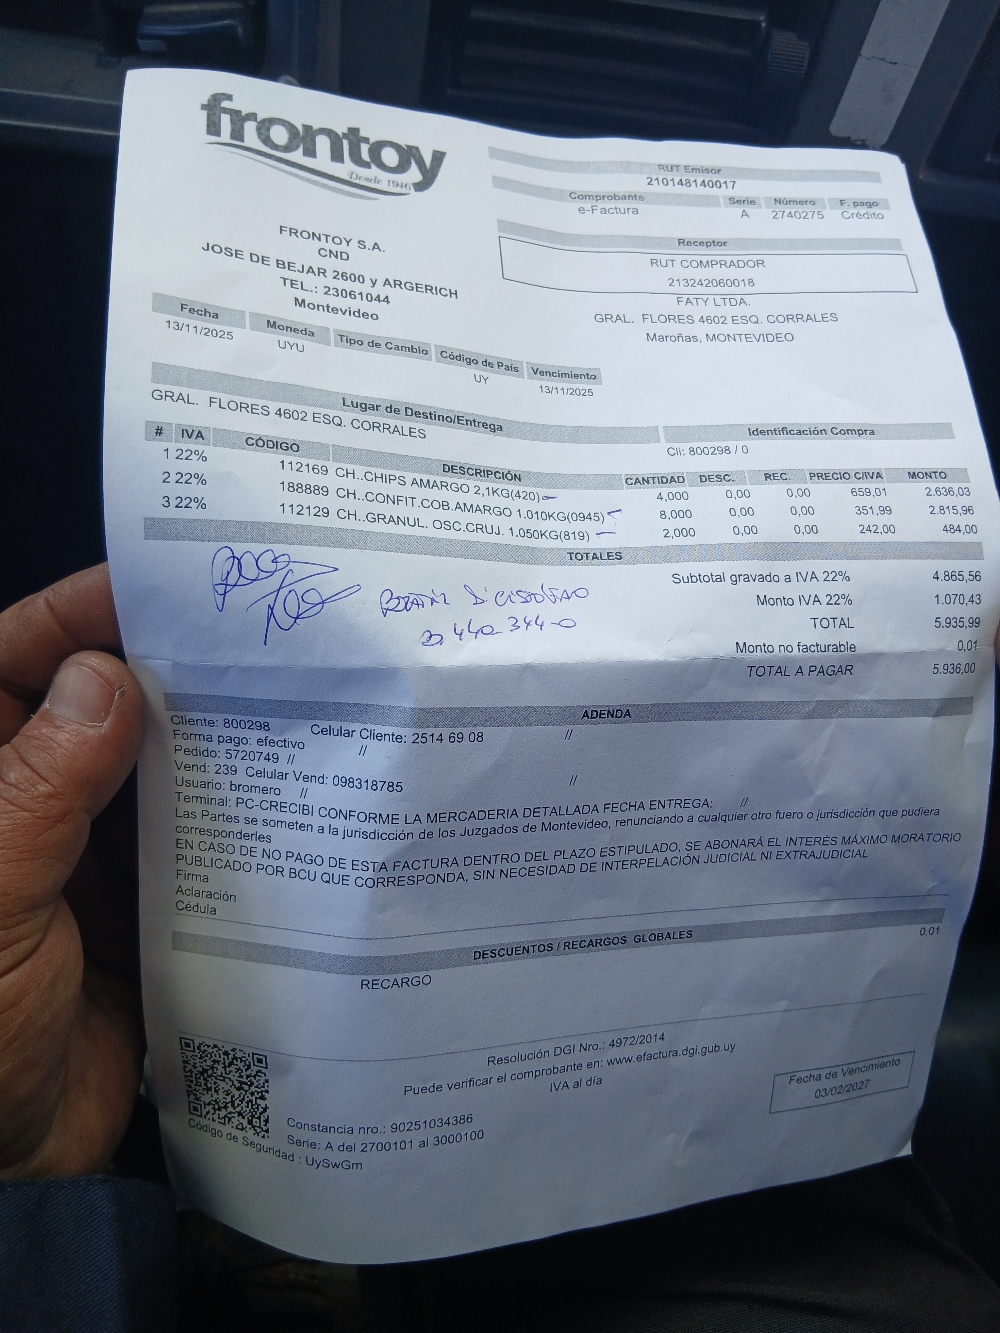 frontoy
Desde 1946
FRONTOY S.A.
CND
JOSE DE BEJAR 2600 y ARGERICH
TEL.: 23061044
Montevideo
RUT Emisor
210148140017
Comprobante Serie Número F. pago
e-Factura A 2740275 Crédito
Receptor
RUT COMPRADOR
213242060018
FATY LTDA.
GRAL. FLORES 4602 ESQ. CORRALES
Maroñas, MONTEVIDEO
Fecha Moneda Tipo de Cambio Código de País Vencimiento
13/11/2025 UYU UY 13/11/2025
Lugar de Destino/Entrega
GRAL. FLORES 4602 ESQ. CORRALES
Identificación Compra
Cli: 800298 / 0
# IVA CÓDIGO DESCRIPCIÓN CANTIDAD DESC. REC. PRECIO C/IVA MONTO
1 22% 112169 CH..CHIPS AMARGO 2,1KG(420) 4,000 0,00 0,00 659,01 2.636,03
2 22% 188889 CH..CONFIT.COB.AMARGO 1.010KG(0945) 8,000 0,00 0,00 351,99 2.815,96
3 22% 112129 CH..GRANUL. OSC.CRUJ. 1.050KG(819) 2,000 0,00 0,00 242,00 484,00
TOTALES
Subtotal gravado a IVA 22% 4.865,56
Monto IVA 22% 1.070,43
TOTAL 5.935,99
Monto no facturable 0,01
TOTAL A PAGAR 5.936,00
3.440.344-0
ADENDA
Cliente: 800298 Celular Cliente: 2514 69 08 //
Forma pago: efectivo //
Pedido: 5720749 //
Vend: 239 Celular Vend: 098318785 //
Usuario: bromero //
Terminal: PC-CRECIBI CONFORME LA MERCADERIA DETALLADA FECHA ENTREGA: //
Las Partes se someten a la jurisdicción de los Juzgados de Montevideo, renunciando a cualquier otro fuero o jurisdicción que pudiera
corresponderles
EN CASO DE NO PAGO DE ESTA FACTURA DENTRO DEL PLAZO ESTIPULADO, SE ABONARÁ EL INTERÉS MÁXIMO MORATORIO
PUBLICADO POR BCU QUE CORRESPONDA, SIN NECESIDAD DE INTERPELACIÓN JUDICIAL NI EXTRAJUDICIAL
Firma
Aclaración
Cédula
DESCUENTOS / RECARGOS GLOBALES
RECARGO 0.01
Resolución DGI Nro.: 4972/2014
Puede verificar el comprobante en: www.efactura.dgi.gub.uy
IVA al día
Fecha de Vencimiento
03/02/2027
Constancia nro.: 90251034386
Serie: A del 2700101 al 3000100
Código de Seguridad : UySwGm